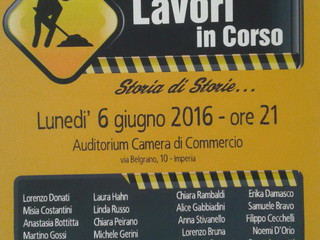 Lavori
in Corso
Storia di Storie...
Lunedi' 6 giugno 2016 - ore 21
Auditorium Camera di Commercio
via Belgrano, 10 - Imperia
Lorenzo Donati
Misia Costantini
Anastasia Bottitta
Martino Gossi
Laura Hahn
Linda Russo
Chiara Peirano
Michele Gerini
Chiara Rambaldi
Alice Gabbiadini
Anna Stivanello
Lorenzo Bruna
Erika Damasco
Samuele Bravo
Filippo Cecchelli
Noemi D'Orio